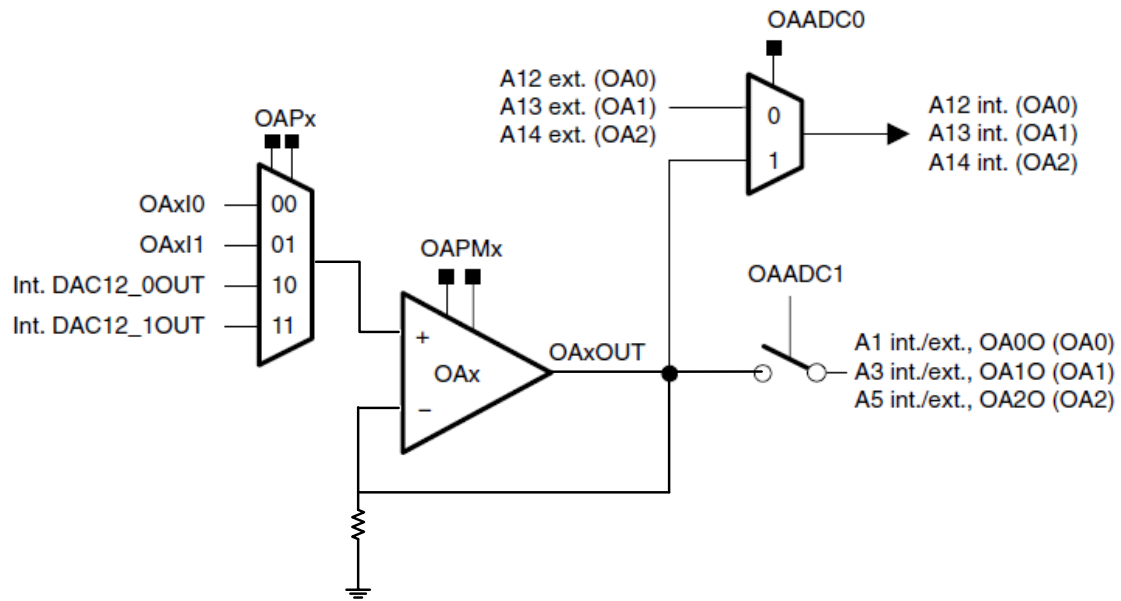 OAADC0
A12 ext. (OA0)
A13 ext. (OA1)
A14 ext. (OA2)
0
1
A12 int. (OA0)
A13 int. (OA1)
A14 int. (OA2)
OAPx
OAxI0
OAxI1
Int. DAC12_0OUT
Int. DAC12_1OUT
00
01
10
11
OAPMx
+
OAx
−
OAxOUT
OAADC1
A1 int./ext., OA0O (OA0)
A3 int./ext., OA1O (OA1)
A5 int./ext., OA2O (OA2)